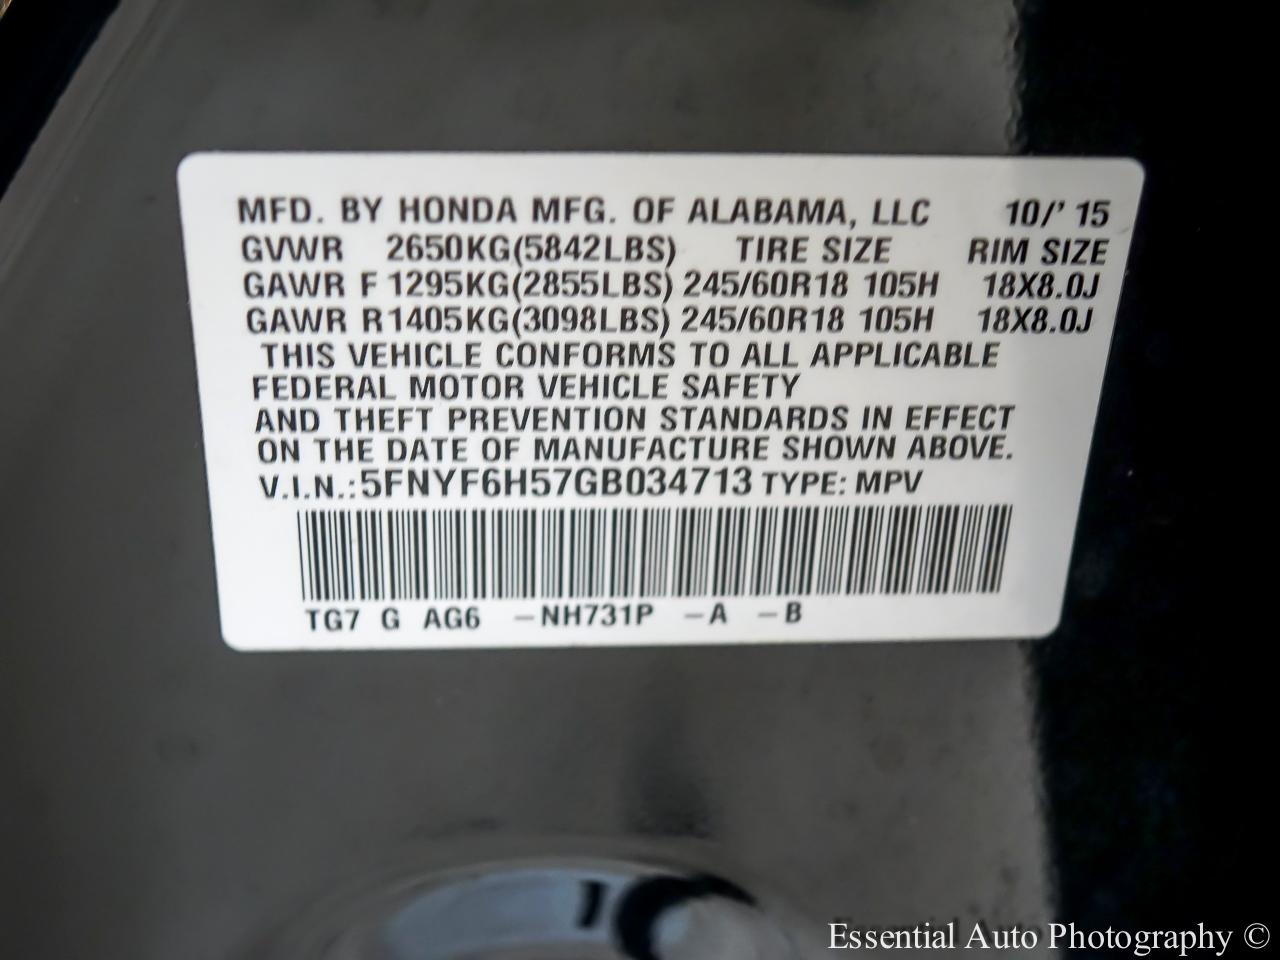 MFD. BY HONDA MFG. OF ALABAMA, LLC 10/' 15
GVWR 2650KG(5842LBS) TIRE SIZE RIM SIZE
GAWR F 1295KG(2855LBS) 245/60R18 105H 18X8.0J
GAWR R 1405KG(3098LBS) 245/60R18 105H 18X8.0J
THIS VEHICLE CONFORMS TO ALL APPLICABLE
FEDERAL MOTOR VEHICLE SAFETY
AND THEFT PREVENTION STANDARDS IN EFFECT
ON THE DATE OF MANUFACTURE SHOWN ABOVE.
V.I.N.: 5FNYF6H57GB034713 TYPE: MPV
TG7 G AG6 -NH731P -A -B
Essential Auto Photography ©